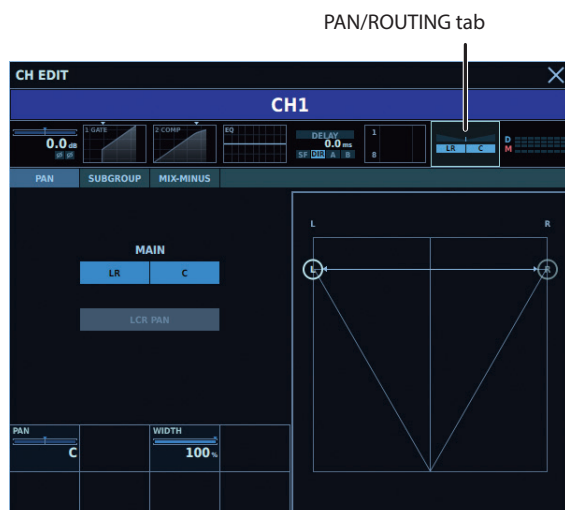 PAN/ROUTING tab
CH EDIT
CH1
1 GATE 2 COMP EQ DELAY 1
0.0 dB 0.0 ms D
SF DIR A B 8 LR C M
PAN SUBGROUP MIX-MINUS
L R
MAIN
LR C
L R
LCR PAN
PAN WIDTH
C 100 %